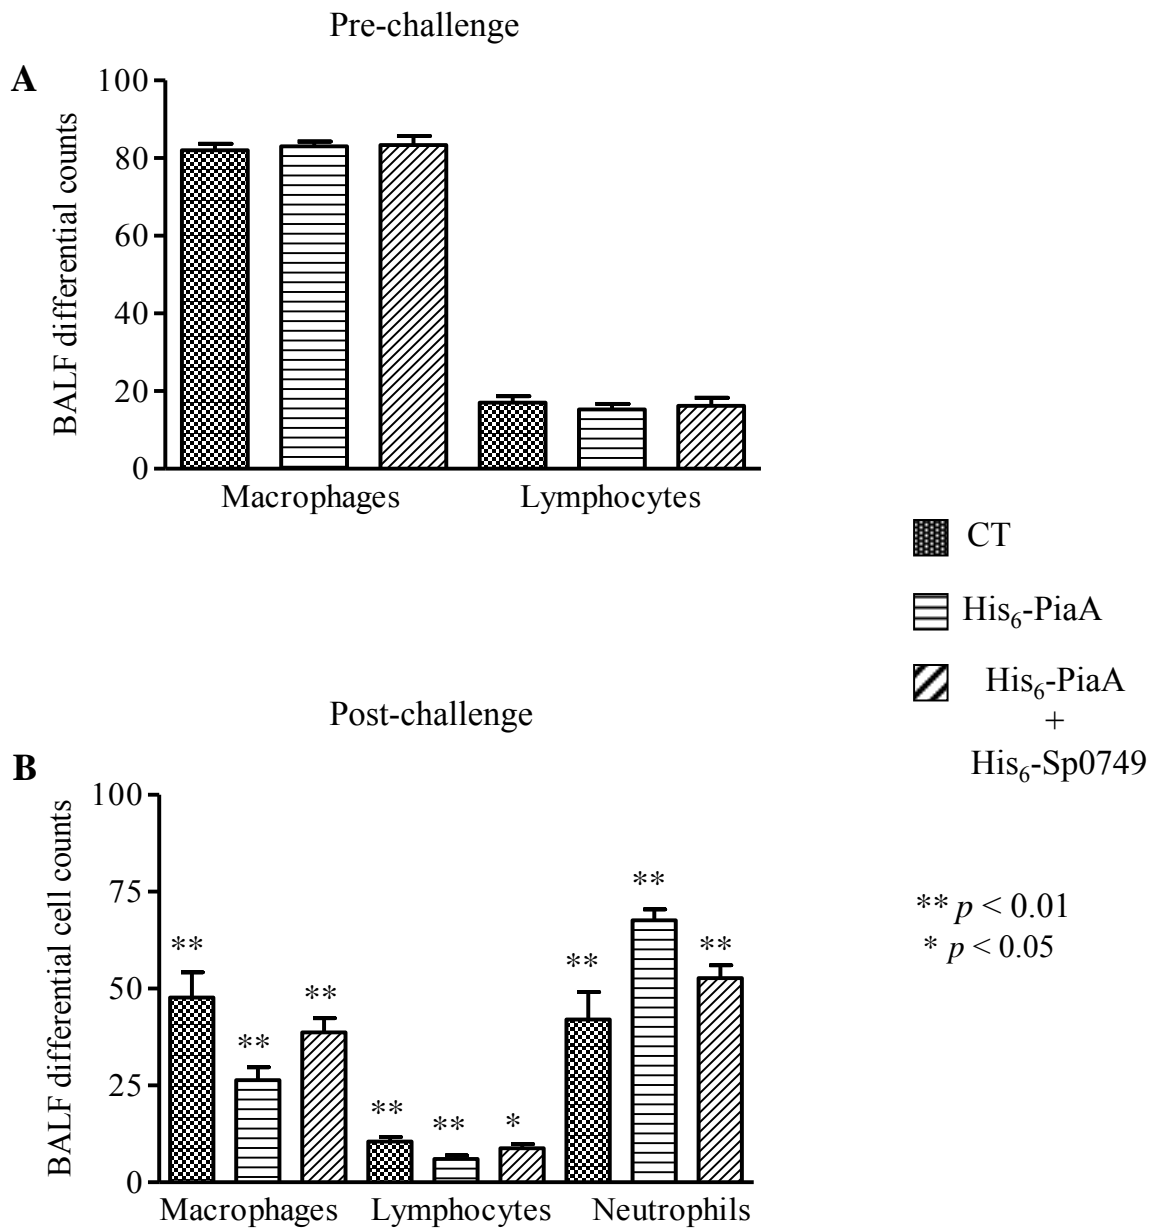 Pre-challenge
A
BALF differential counts
100
80
60
40
20
0
Macrophages
Lymphocytes
CT
His₆-PiaA
His₆-PiaA
+
His₆-Sp0749
Post-challenge
B
BALF differential cell counts
100
75
50
25
0
**
**
**
**
**
*
**
**
**
Macrophages
Lymphocytes
Neutrophils
** p < 0.01
* p < 0.05